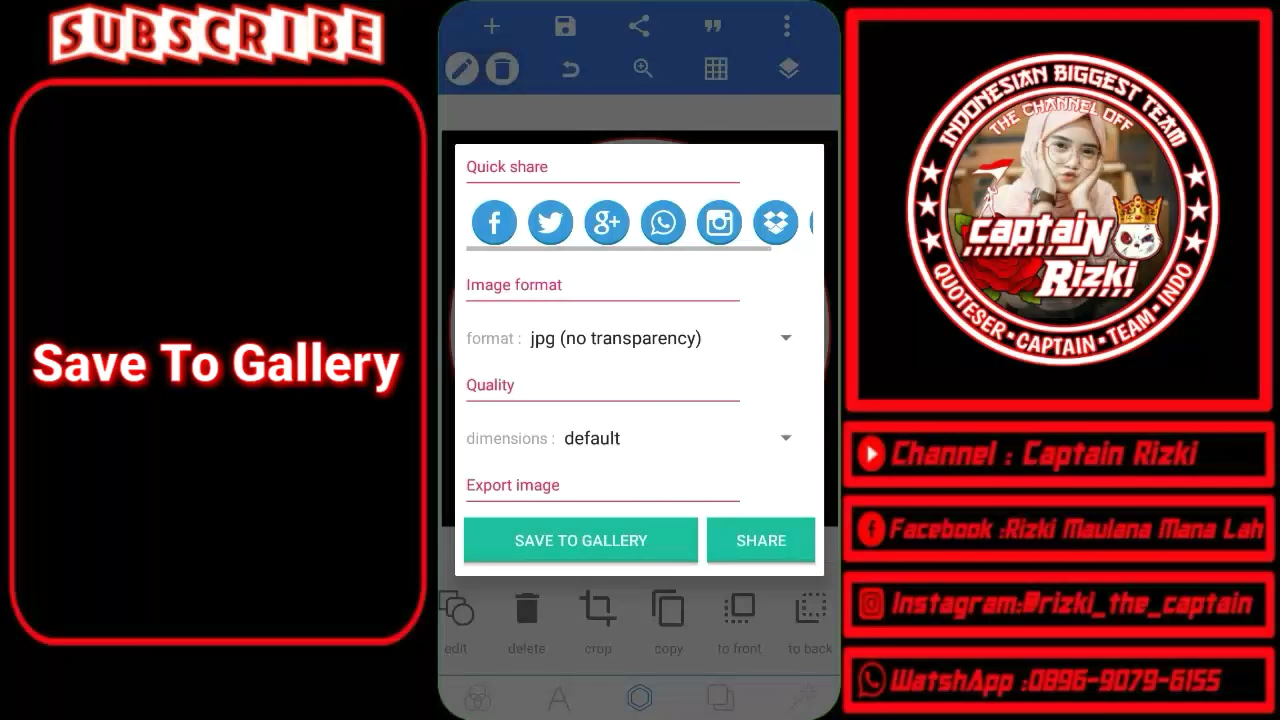 SUBSCRIBE
Save To Gallery
Quick share
Image format
format : jpg (no transparency)
Quality
dimensions : default
Export image
SAVE TO GALLERY
SHARE
edit
delete
crop
copy
to front
to back
INDONESIAN BIGGEST TEAM
THE CHANNEL OFF
Captain
Rizki
QUOTESER • CAPTAIN • TEAM • INDO
Channel : Captain Rizki
Facebook :Rizki Maulana Mana Lah
Instagram:@rizki_the_captain
WatshApp :0896-9079-6155